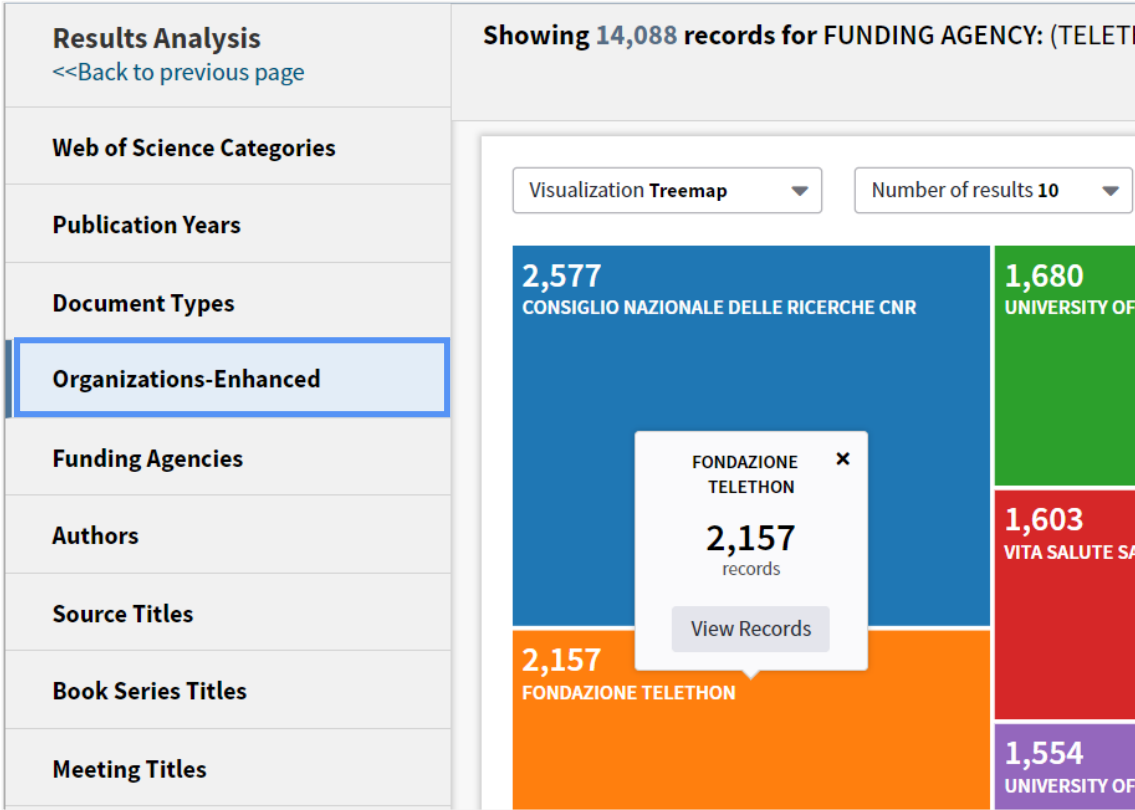 Results Analysis
<<Back to previous page
Web of Science Categories
Publication Years
Document Types
Organizations-Enhanced
Funding Agencies
Authors
Source Titles
Book Series Titles
Meeting Titles
Showing 14,088 records for FUNDING AGENCY: (TELET
Visualization Treemap
Number of results 10
2,577
CONSIGLIO NAZIONALE DELLE RICERCHE CNR
FONDAZIONE
TELETHON
2,157
records
View Records
2,157
FONDAZIONE TELETHON
1,680
UNIVERSITY OF
1,603
VITA SALUTE SA
1,554
UNIVERSITY OF